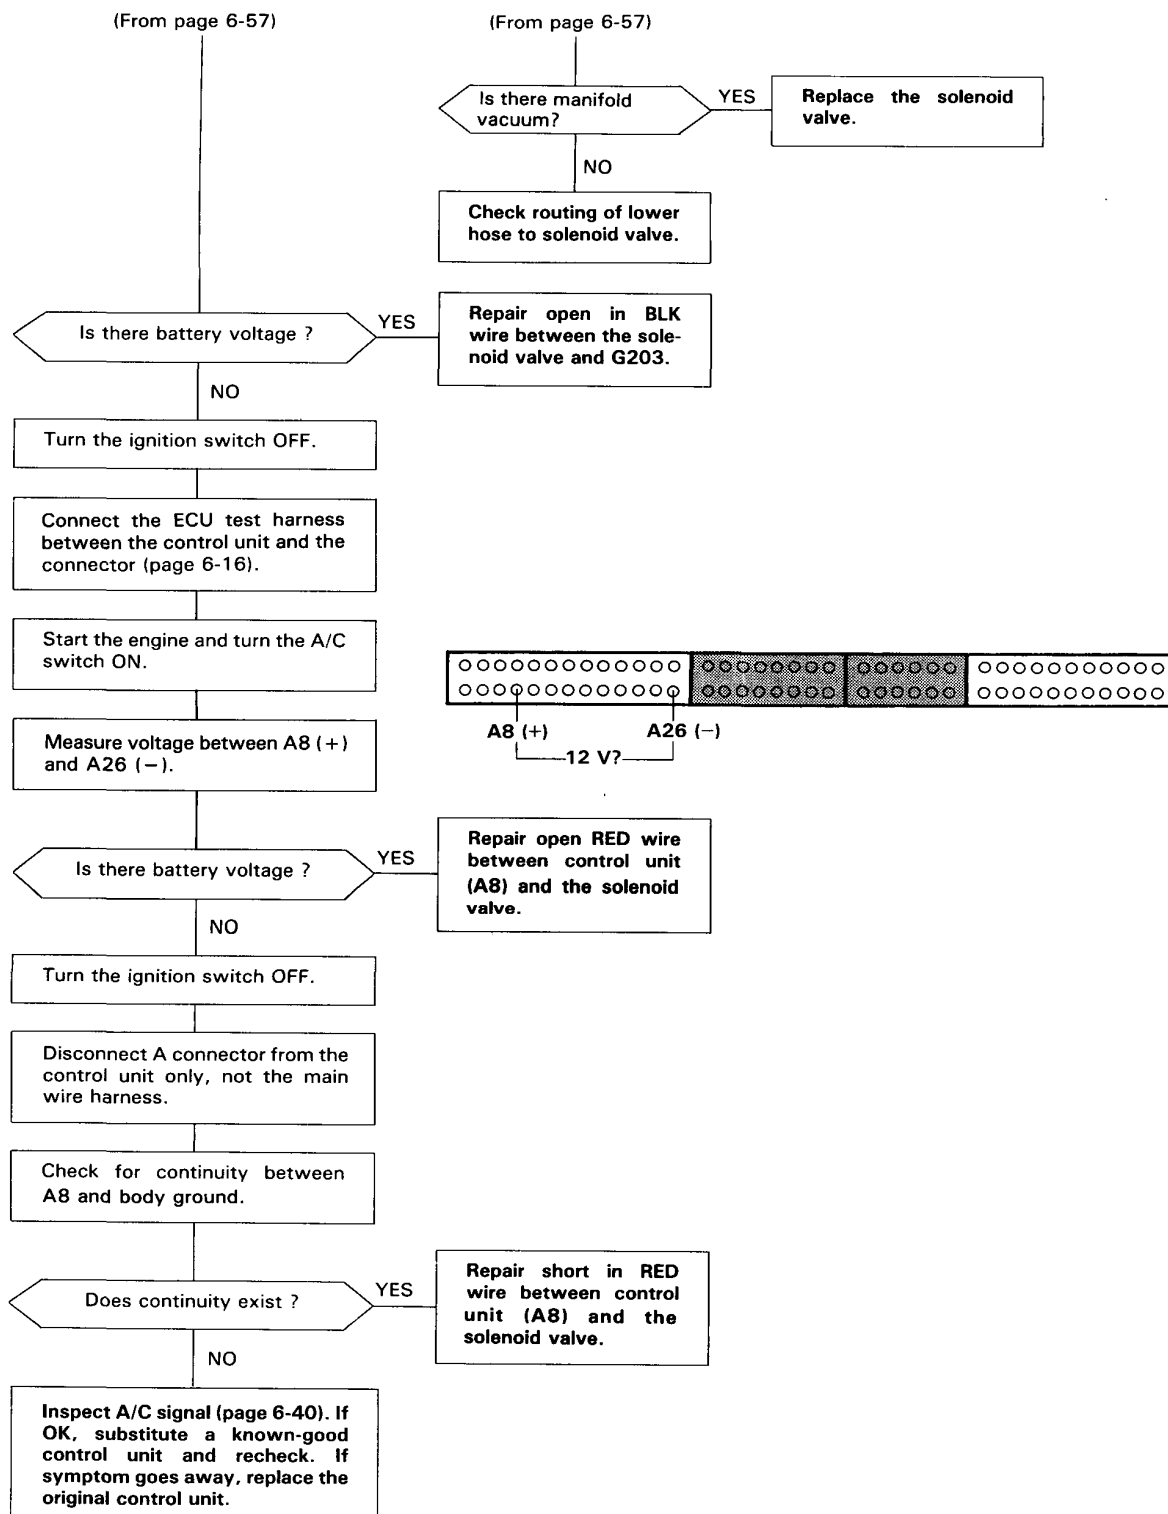 (From page 6-57)
(From page 6-57)
Is there manifold
vacuum?
YES
Replace the solenoid
valve.
NO
Check routing of lower
hose to solenoid valve.
Is there battery voltage ?
YES
Repair open in BLK
wire between the sole-
noid valve and G203.
NO
Turn the ignition switch OFF.
Connect the ECU test harness
between the control unit and the
connector (page 6-16).
Start the engine and turn the A/C
switch ON.
Measure voltage between A8 (+)
and A26 (−).
A8 (+)
A26 (−)
12 V?
Is there battery voltage ?
YES
Repair open RED wire
between control unit
(A8) and the solenoid
valve.
NO
Turn the ignition switch OFF.
Disconnect A connector from the
control unit only, not the main
wire harness.
Check for continuity between
A8 and body ground.
Does continuity exist ?
YES
Repair short in RED
wire between control
unit (A8) and the
solenoid valve.
NO
Inspect A/C signal (page 6-40). If
OK, substitute a known-good
control unit and recheck. If
symptom goes away, replace the
original control unit.